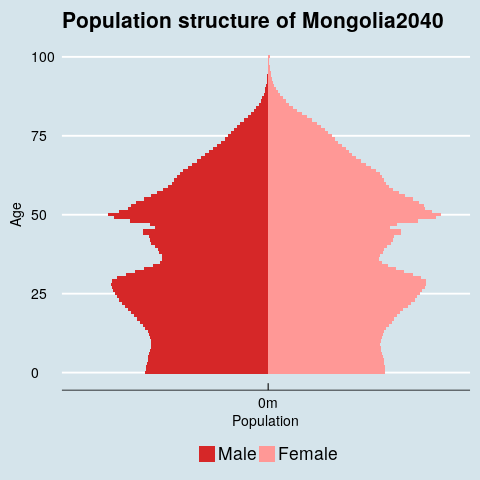 Population structure of Mongolia2040
100
75
50
25
0
Age
0m
Population
Male Female